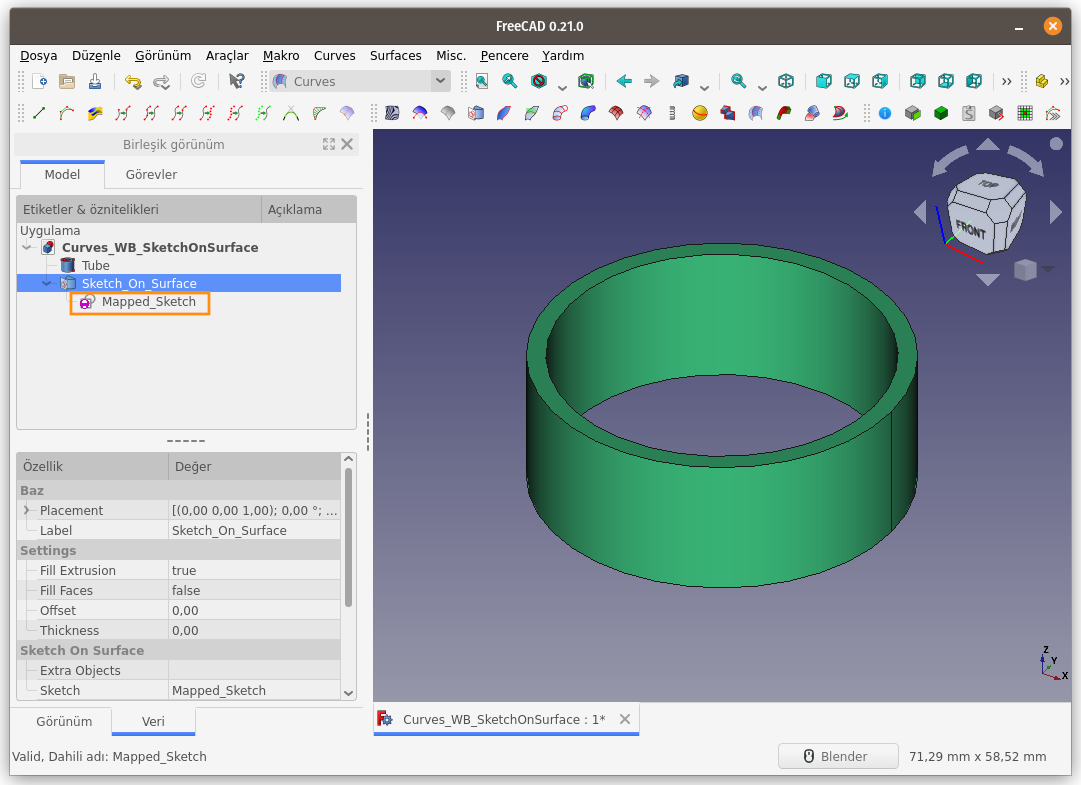 FreeCAD 0.21.0
Dosya Düzenle Görünüm Araçlar Makro Curves Surfaces Misc. Pencere Yardım
Curves
Birleşik görünüm
Model Görevler
Etiketler & öznitelikleri Açıklama
Uygulama
Curves_WB_SketchOnSurface
Tube
Sketch_On_Surface
Mapped_Sketch
TOP
FRONT
Özellik Değer
Baz
Placement [(0,00 0,00 1,00); 0,00 °; ...
Label Sketch_On_Surface
Settings
Fill Extrusion true
Fill Faces false
Offset 0,00
Thickness 0,00
Sketch On Surface
Extra Objects
Sketch Mapped_Sketch
Z
Y
X
Görünüm Veri
Curves_WB_SketchOnSurface : 1*
Valid, Dahili adı: Mapped_Sketch
Blender 71,29 mm x 58,52 mm